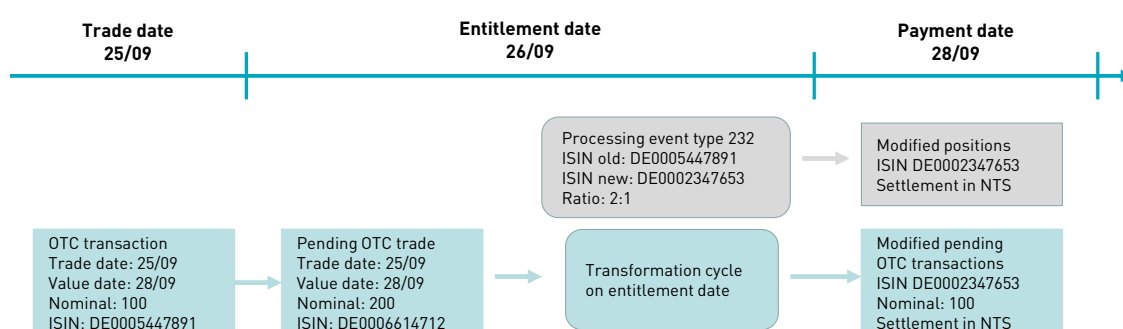 Trade date
25/09
Entitlement date
26/09
Payment date
28/09
Processing event type 232
ISIN old: DE0005447891
ISIN new: DE0002347653
Ratio: 2:1
Modified positions
ISIN DE0002347653
Settlement in NTS
OTC transaction
Trade date: 25/09
Value date: 28/09
Nominal: 100
ISIN: DE0005447891
Pending OTC trade
Trade date: 25/09
Value date: 28/09
Nominal: 200
ISIN: DE0006614712
Transformation cycle
on entitlement date
Modified pending
OTC transactions
ISIN DE0002347653
Nominal: 100
Settlement in NTS